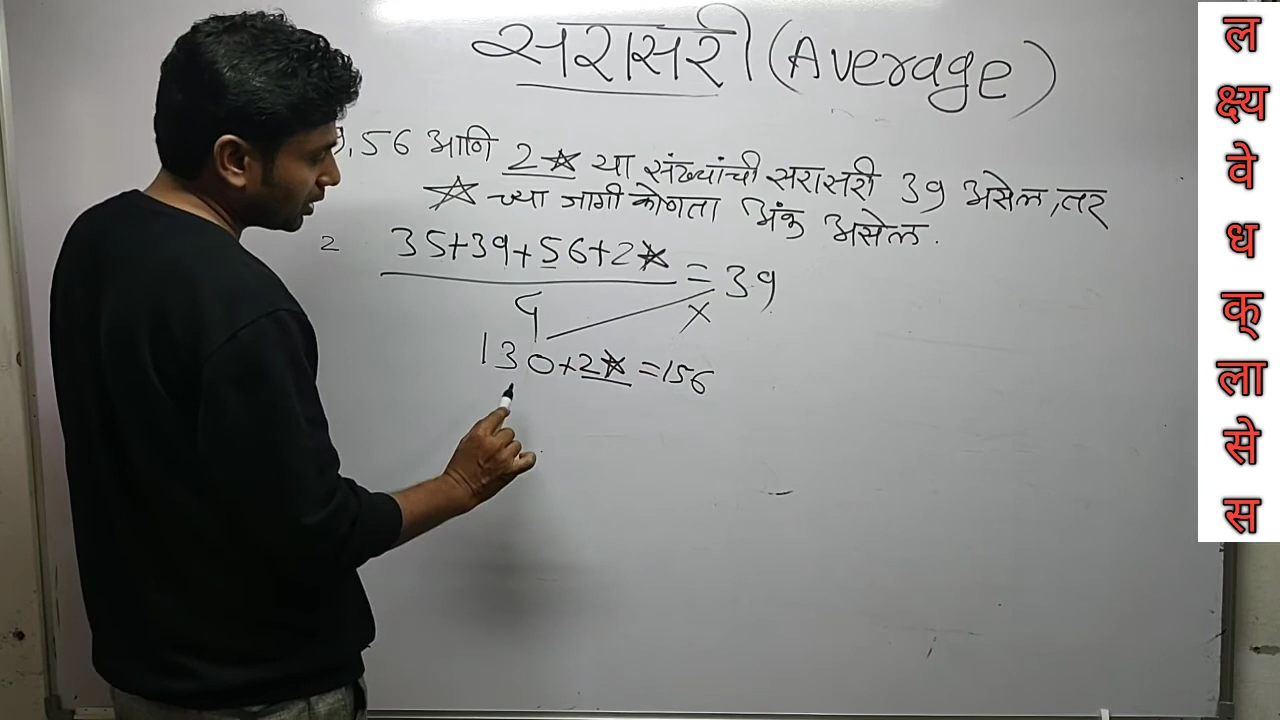 सरासरी (Average)
, 56 आणि 2☆ या संख्यांची सरासरी 39 असेल, तर
☆ च्या जागी कोणता अंक असेल.
2 35+39+56+2☆ = 39
4 x
130+2☆ =156
लक्ष्यवेध क्लासेस